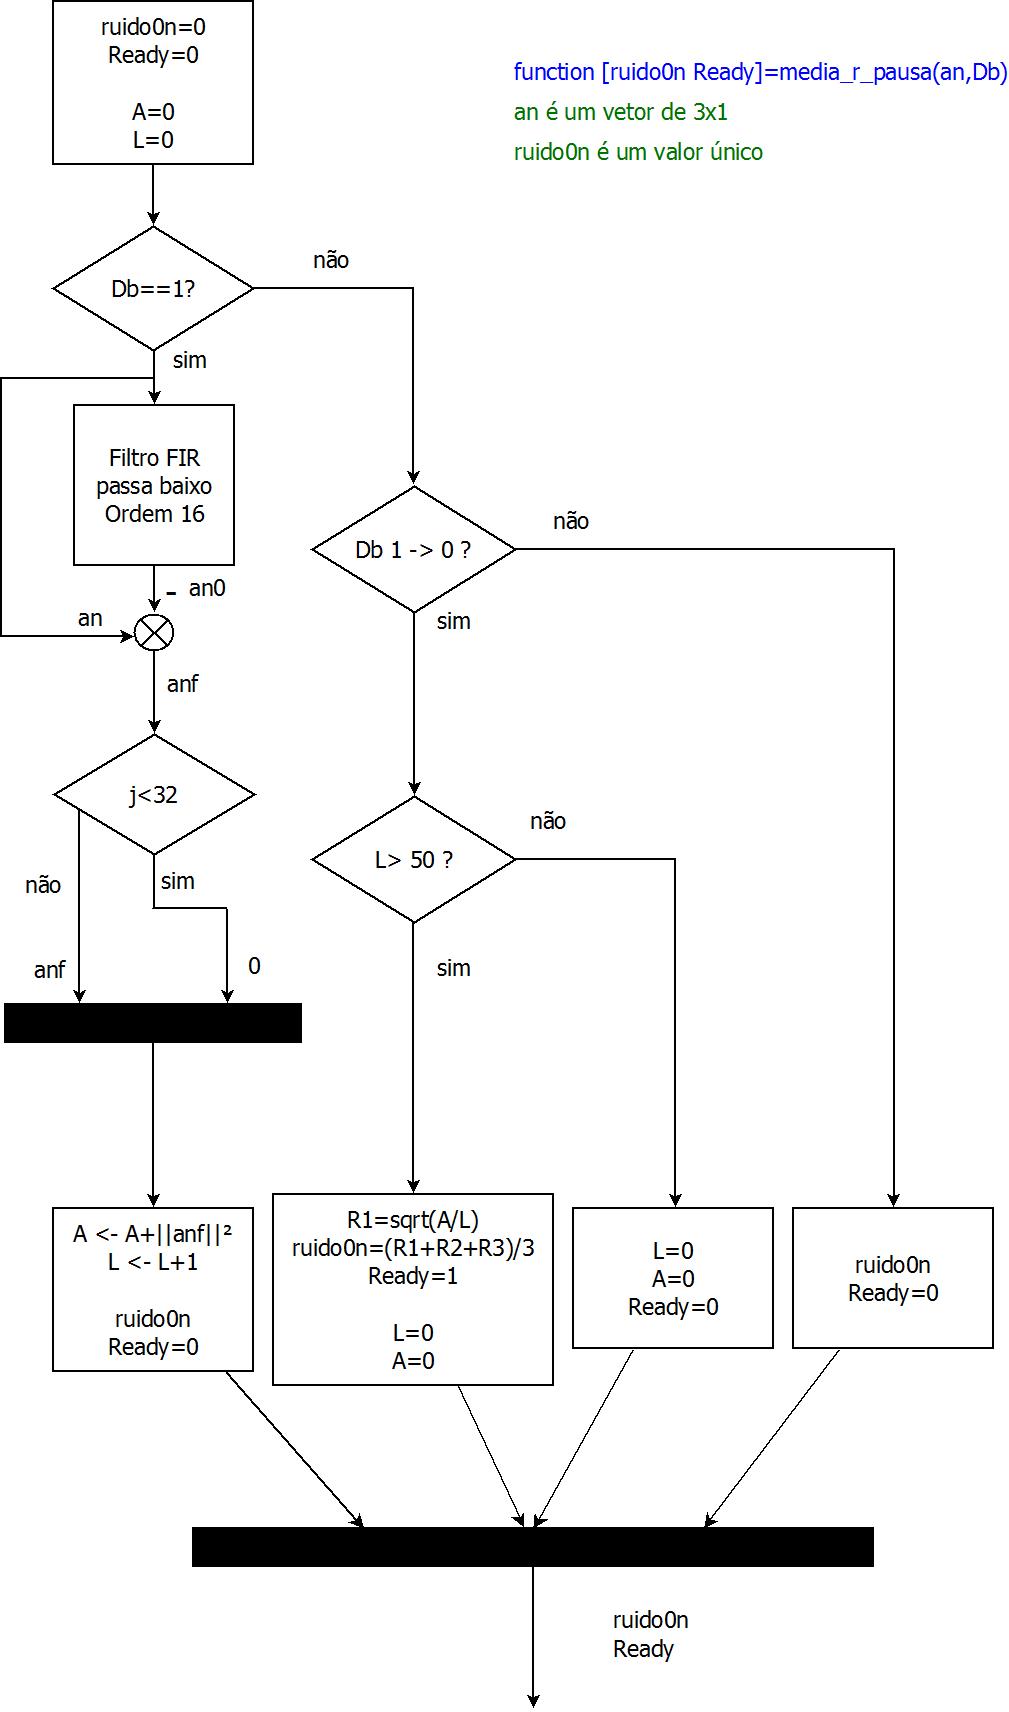 ruido0n=0
Ready=0
A=0
L=0
function [ruido0n Ready]=media_r_pausa(an,Db)
an é um vetor de 3x1
ruido0n é um valor único
Db==1?
não
sim
Filtro FIR
passa baixo
Ordem 16
- an0
an
anf
j<32
não
sim
anf
0
Db 1 -> 0 ?
não
sim
L> 50 ?
não
sim
A <- A+||anf||²
L <- L+1
ruido0n
Ready=0
R1=sqrt(A/L)
ruido0n=(R1+R2+R3)/3
Ready=1
L=0
A=0
L=0
A=0
Ready=0
ruido0n
Ready=0
ruido0n
Ready